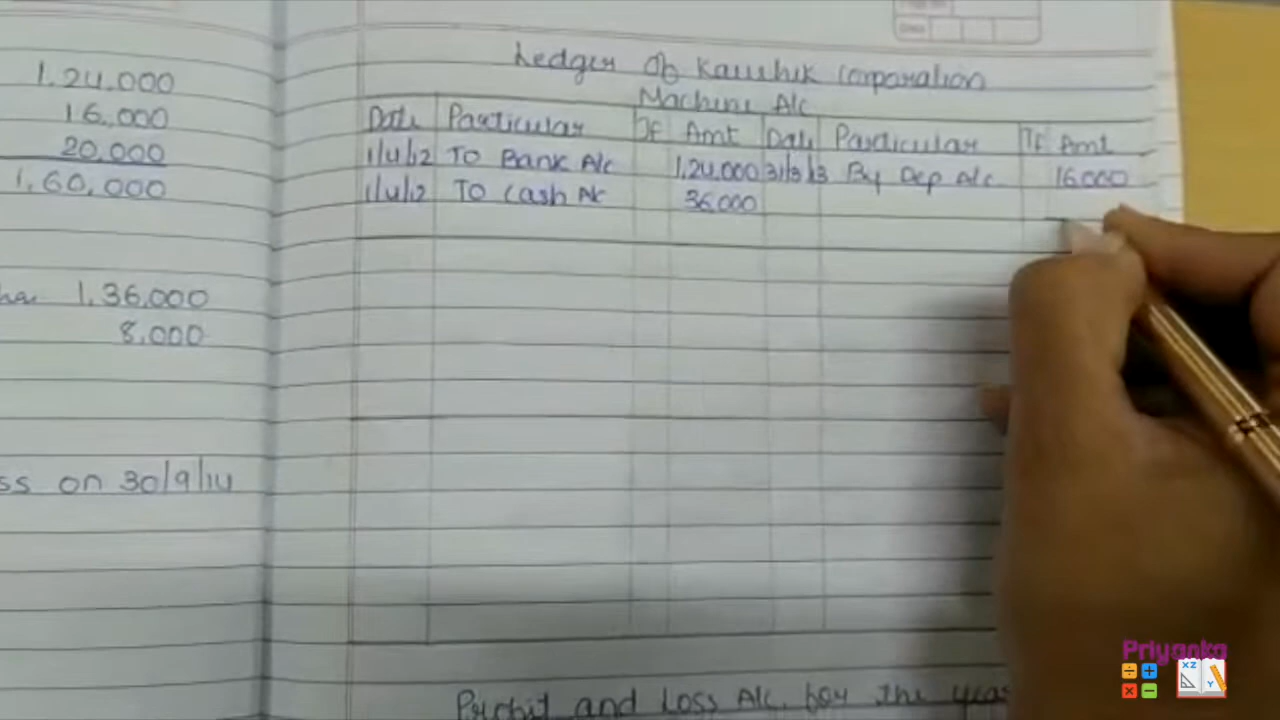 1,24,000
16,000
20,000
1,60,000
1,36,000
8,000
ss on 30/9/14
Ledger Of Kaushik Corporation
Machine A/c
Date Particular JF Amt Date Particular JF Amt
1/4/12 To Bank A/c 1,24,000 31/3/13 By Dep A/c 16,000
1/4/12 To Cash A/c 36,000
Profit and Loss A/c for the year
Priyanka